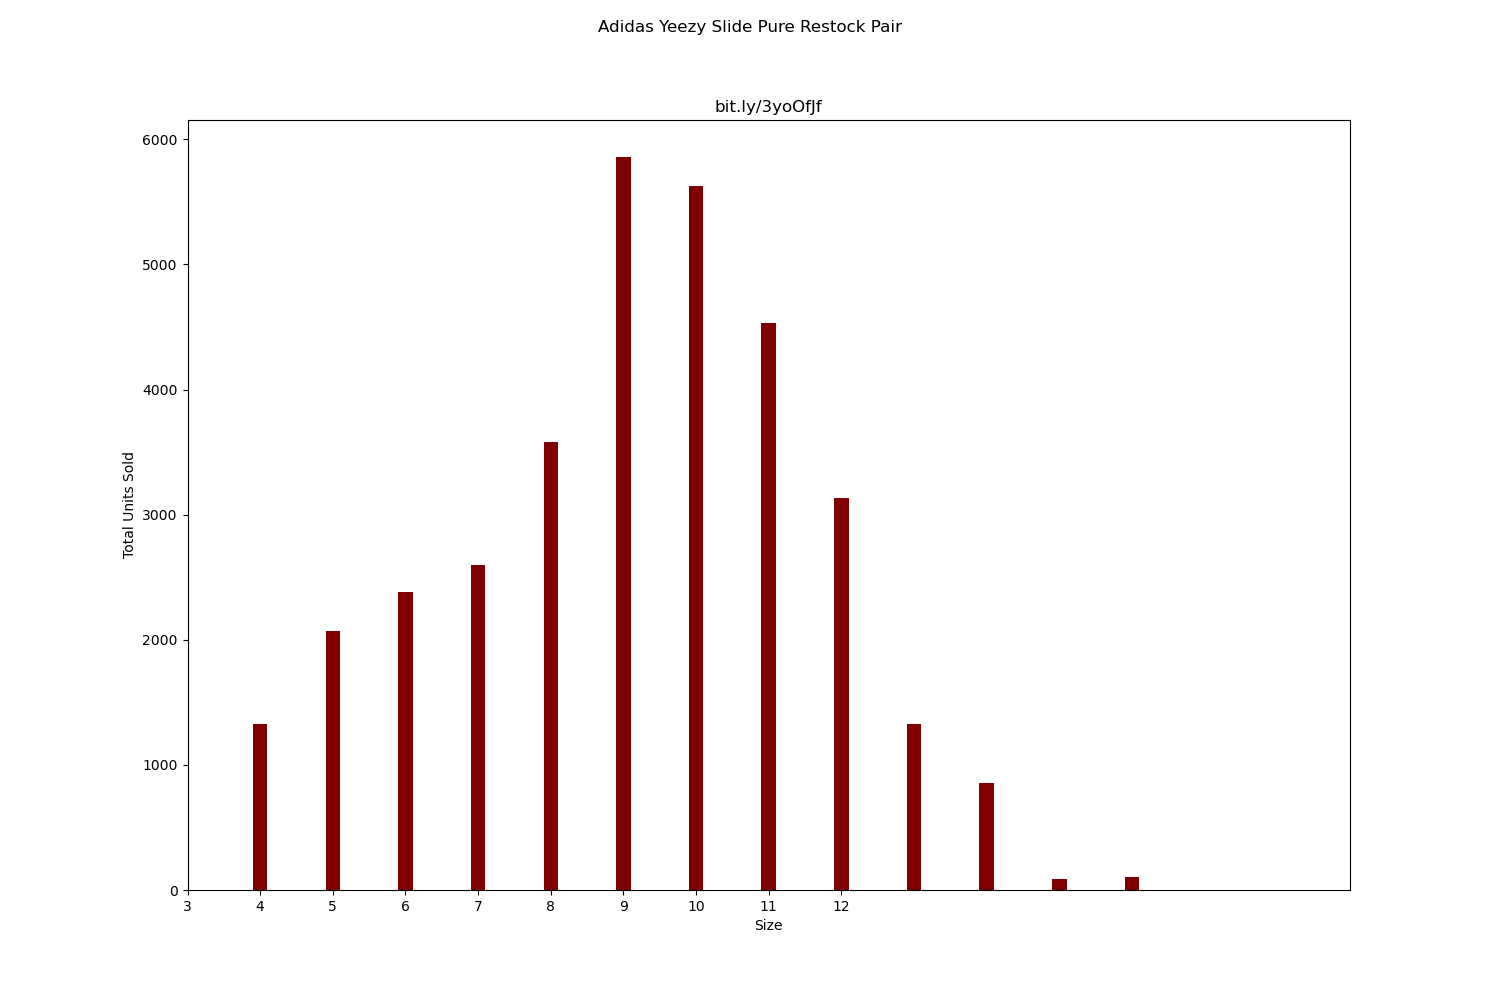 Adidas Yeezy Slide Pure Restock Pair
bit.ly/3yoOfJf
6000
5000
4000
3000
2000
1000
0
Total Units Sold
3 4 5 6 7 8 9 10 11 12
Size